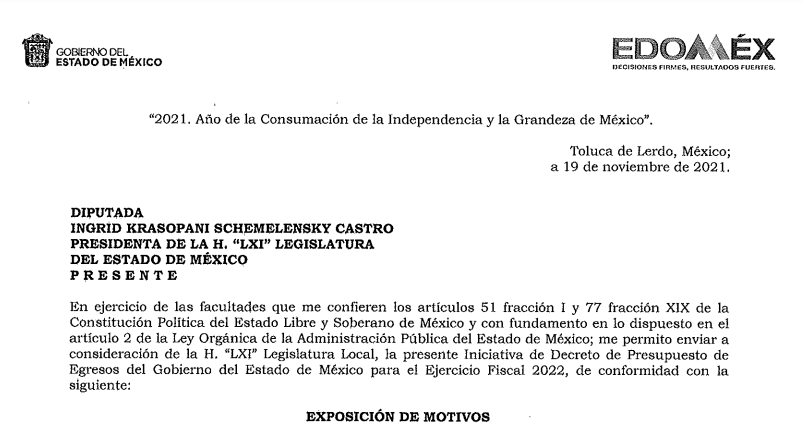 GOBIERNO DEL
ESTADO DE MÉXICO
EDOMÉX
DECISIONES FIRMES, RESULTADOS FUERTES.
"2021. Año de la Consumación de la Independencia y la Grandeza de México".
Toluca de Lerdo, México;
a 19 de noviembre de 2021.
DIPUTADA
INGRID KRASOPANI SCHEMELENSKY CASTRO
PRESIDENTA DE LA H. "LXI" LEGISLATURA
DEL ESTADO DE MÉXICO
P R E S E N T E
En ejercicio de las facultades que me confieren los artículos 51 fracción I y 77 fracción XIX de la
Constitución Política del Estado Libre y Soberano de México y con fundamento en lo dispuesto en el
artículo 2 de la Ley Orgánica de la Administración Pública del Estado de México; me permito enviar a
consideración de la H. "LXI" Legislatura Local, la presente Iniciativa de Decreto de Presupuesto de
Egresos del Gobierno del Estado de México para el Ejercicio Fiscal 2022, de conformidad con la
siguiente:
EXPOSICIÓN DE MOTIVOS